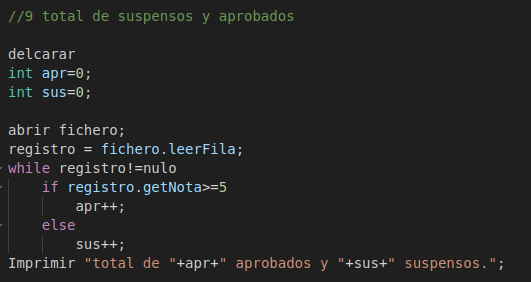 //9 total de suspensos y aprobados
delcarar
int apr=0;
int sus=0;
abrir fichero;
registro = fichero.leerFila;
while registro!=nulo
if registro.getNota>=5
apr++;
else
sus++;
Imprimir "total de "+apr+" aprobados y "+sus+" suspensos.";